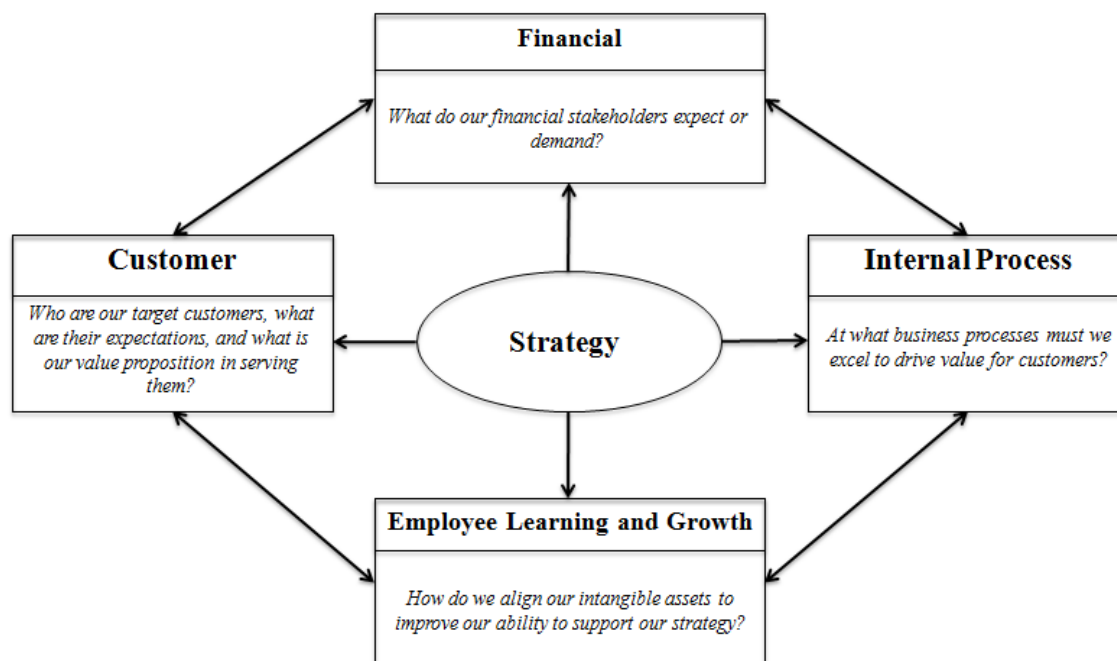 Financial
What do our financial stakeholders expect or
demand?
Customer
Who are our target customers, what
are their expectations, and what is
our value proposition in serving
them?
Strategy
Internal Process
At what business processes must we
excel to drive value for customers?
Employee Learning and Growth
How do we align our intangible assets to
improve our ability to support our strategy?